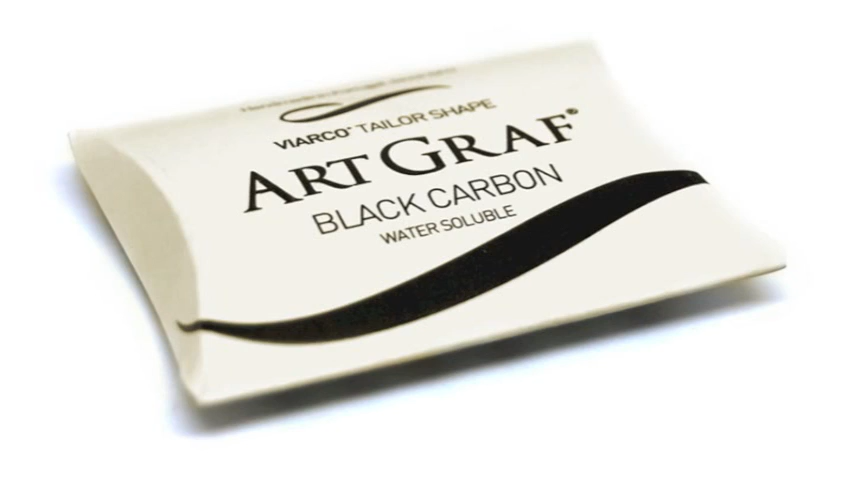 VIARCO® TAILOR SHAPE
ART GRAF®
BLACK CARBON
WATER SOLUBLE